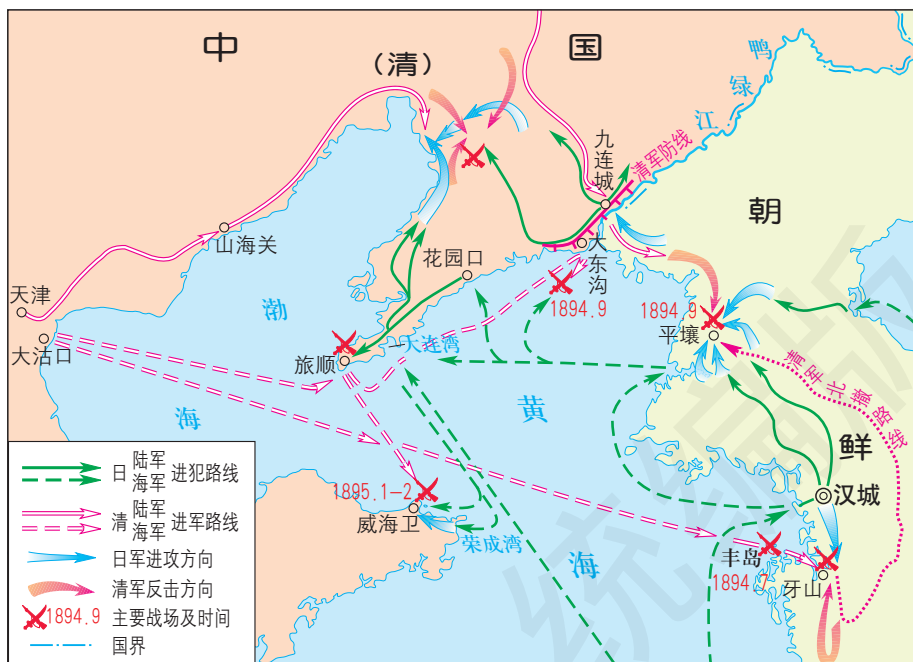 中 国
（清）
鸭
绿
江
九连城
清军防线
朝
山海关
花园口
大东沟
天津
渤
1894.9
1894.9
大沽口
平壤
大连湾
旅顺
清军北撤路线
海
黄
日 陆军 海军 进犯路线
清 陆军 海军 进军路线
日军进攻方向
清军反击方向
1894.9 主要战场及时间
国界
鲜
汉城
1895.1-2
威海卫
荣成湾
海
丰岛
1894.7
牙山
统编版